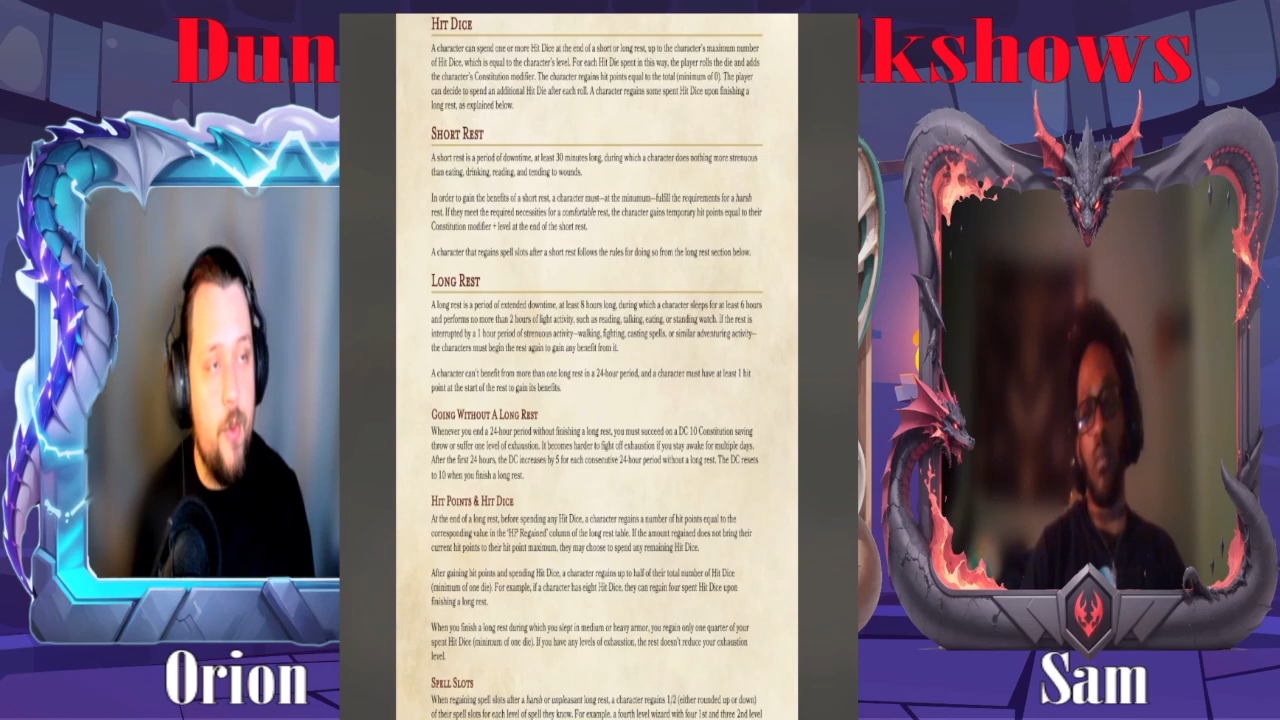 Dun
lkshows
HIT DICE
A character can spend one or more Hit Dice at the end of a short or long rest, up to the character's maximum number
of Hit Dice, which is equal to the character's level. For each Hit Die spent in this way, the player rolls the die and adds
the character's Constitution modifier. The character regains hit points equal to the total (minimum of 0). The player
can decide to spend an additional Hit Die after each roll. A character regains some spent Hit Dice upon finishing a
long rest, as explained below.
SHORT REST
A short rest is a period of downtime, at least 30 minutes long, during which a character does nothing more strenuous
than eating, drinking, reading, and tending to wounds.
In order to gain the benefits of a short rest, a character must—at the minumum—fulfill the requirements for a harsh
rest. If they meet the required necessities for a comfortable rest, the character gains temporary hit points equal to their
Constitution modifier + level at the end of the short rest.
A character that regains spell slots after a short rest follows the rules for doing so from the long rest section below.
LONG REST
A long rest is a period of extended downtime, at least 8 hours long, during which a character sleeps for at least 6 hours
and performs no more than 2 hours of light activity, such as reading, talking, eating, or standing watch. If the rest is
interrupted by a 1 hour period of strenuous activity—walking, fighting, casting spells, or similar adventuring activity—
the characters must begin the rest again to gain any benefit from it.
A character can't benefit from more than one long rest in a 24-hour period, and a character must have at least 1 hit
point at the start of the rest to gain its benefits.
GOING WITHOUT A LONG REST
Whenever you end a 24-hour period without finishing a long rest, you must succeed on a DC 10 Constitution saving
throw or suffer one level of exhaustion. It becomes harder to fight off exhaustion if you stay awake for multiple days.
After the first 24 hours, the DC increases by 5 for each consecutive 24-hour period without a long rest. The DC resets
to 10 when you finish a long rest.
HIT POINTS & HIT DICE
At the end of a long rest, before spending any Hit Dice, a character regains a number of hit points equal to the
corresponding value in the 'HP Regained' column of the long rest table. If the amount regained does not bring their
current hit points to their hit point maximum, they may choose to spend any remaining Hit Dice.
After gaining hit points and spending Hit Dice, a character regains up to half of their total number of Hit Dice
(minimum of one die). For example, if a character has eight Hit Dice, they can regain four spent Hit Dice upon
finishing a long rest.
When you finish a long rest during which you slept in medium or heavy armor, you regain only one quarter of your
spent Hit Dice (minimum of one die). If you have any levels of exhaustion, the rest doesn't reduce your exhaustion
level.
SPELL SLOTS
When regaining spell slots after a harsh or unpleasant long rest, a character regains 1/2 (either rounded up or down)
of their spell slots for each level of spell they know. For example, a fourth level wizard with four 1st and three 2nd level
Orion
Sam